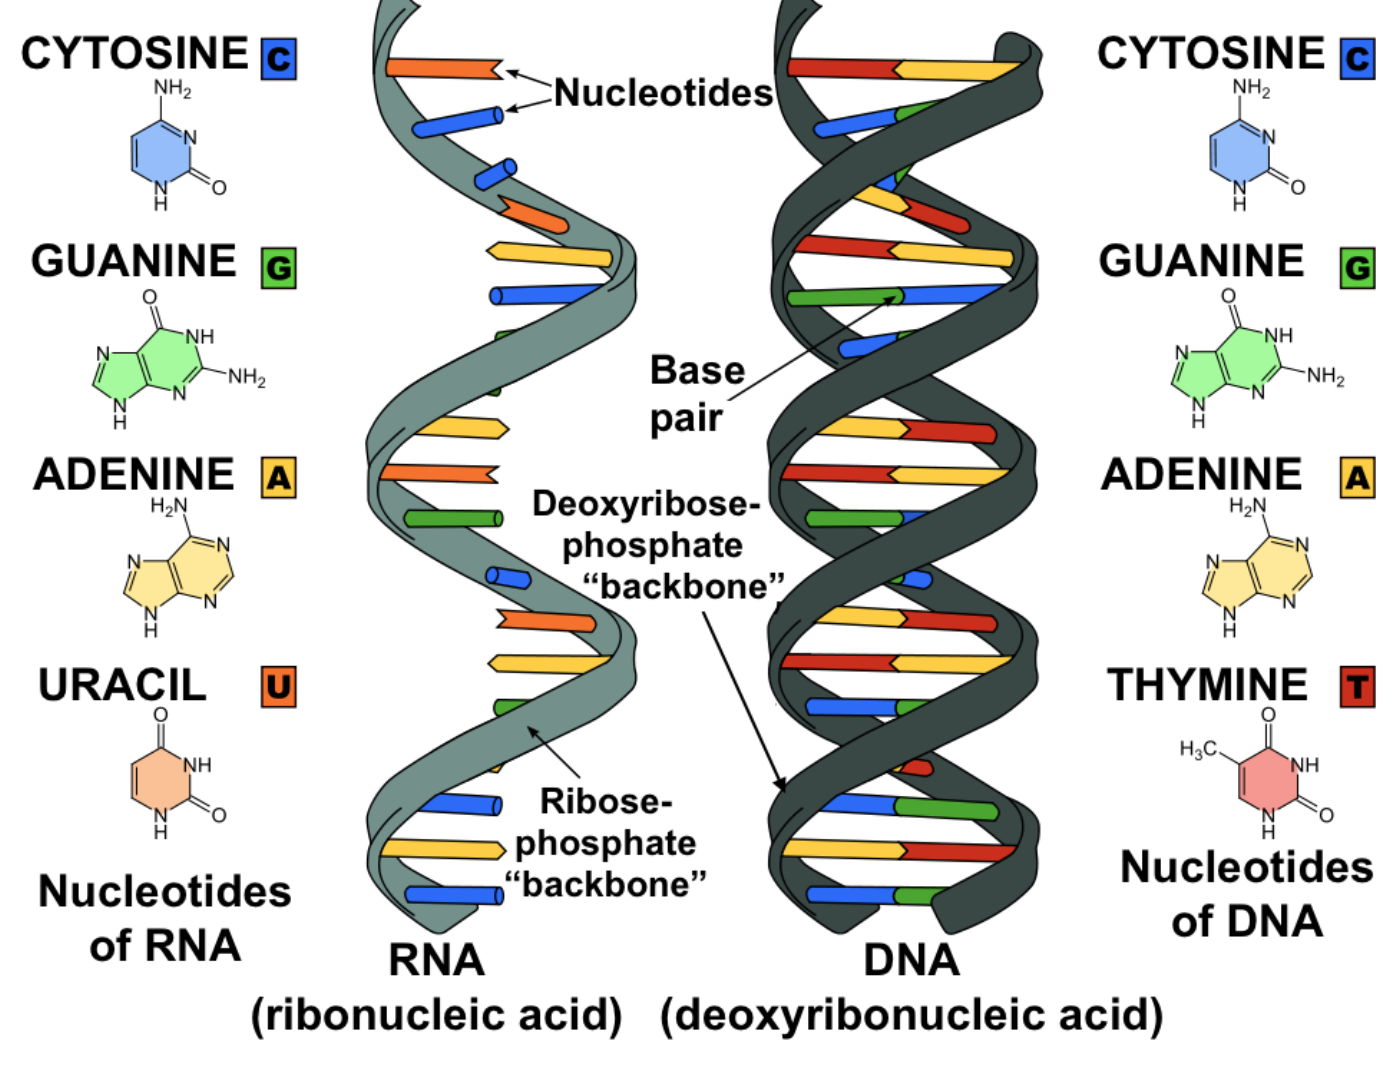 CYTOSINE C
NH₂
N
N
H
O
GUANINE G
O
N
NH
N
H
N
NH₂
ADENINE A
H₂N
N
N
N
H
N
URACIL U
O
NH
N
H
O
Nucleotides
of RNA
Nucleotides
Base
pair
Deoxyribose-
phosphate
“backbone”
Ribose-
phosphate
“backbone”
RNA
(ribonucleic acid)
DNA
(deoxyribonucleic acid)
CYTOSINE C
NH₂
N
N
H
O
GUANINE G
O
N
NH
N
H
N
NH₂
ADENINE A
H₂N
N
N
N
H
N
THYMINE T
O
H₃C
NH
N
H
O
Nucleotides
of DNA